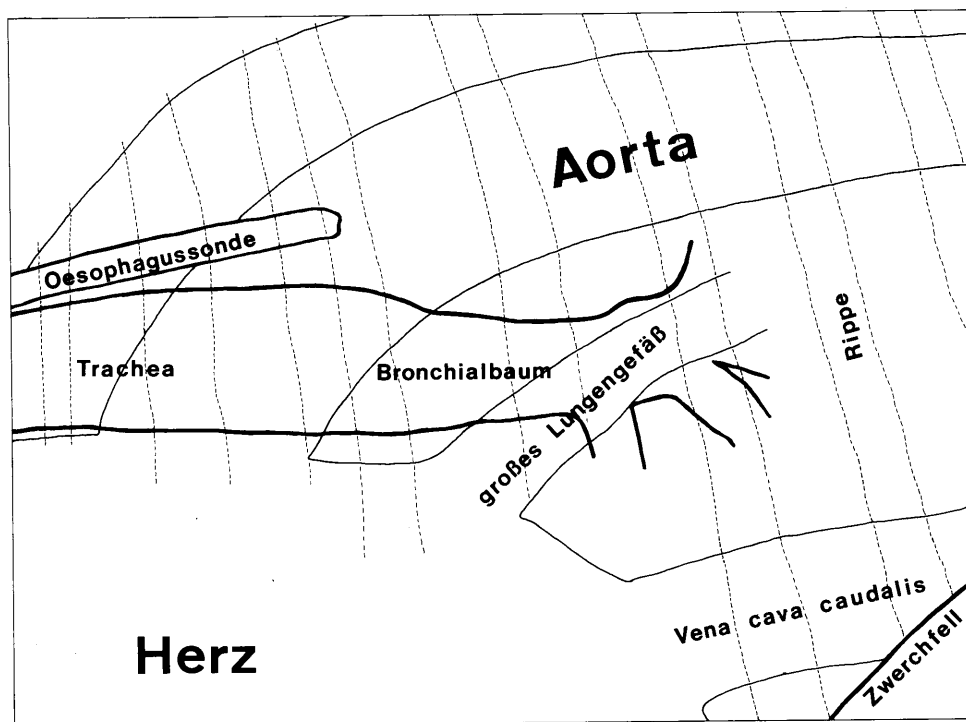 Aorta
Oesophagussonde
Trachea
Bronchialbaum
großes Lungengefäß
Rippe
Vena cava caudalis
Herz
Zwerchfell